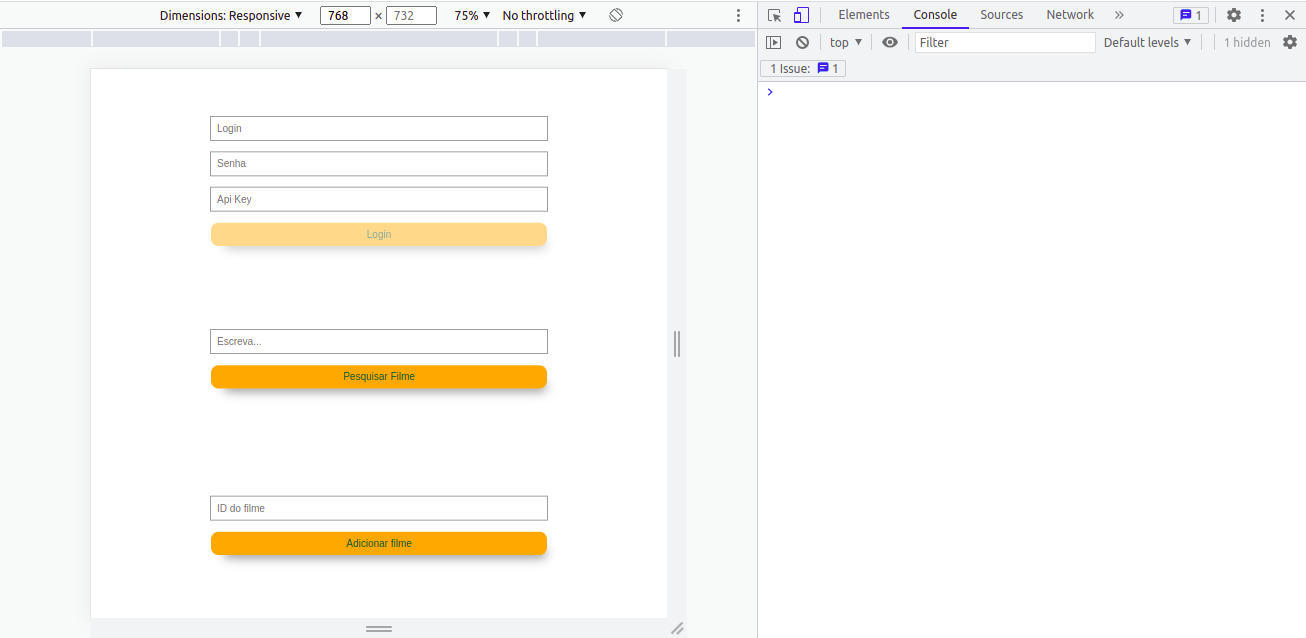 Dimensions: Responsive ▼ 768 × 732 75% ▼ No throttling ▼
Elements Console Sources Network » 1
top ▼ Filter Default levels ▼ 1 hidden
1 Issue: 1
›
Login
Senha
Api Key
Login
Escreva...
Pesquisar Filme
ID do filme
Adicionar filme